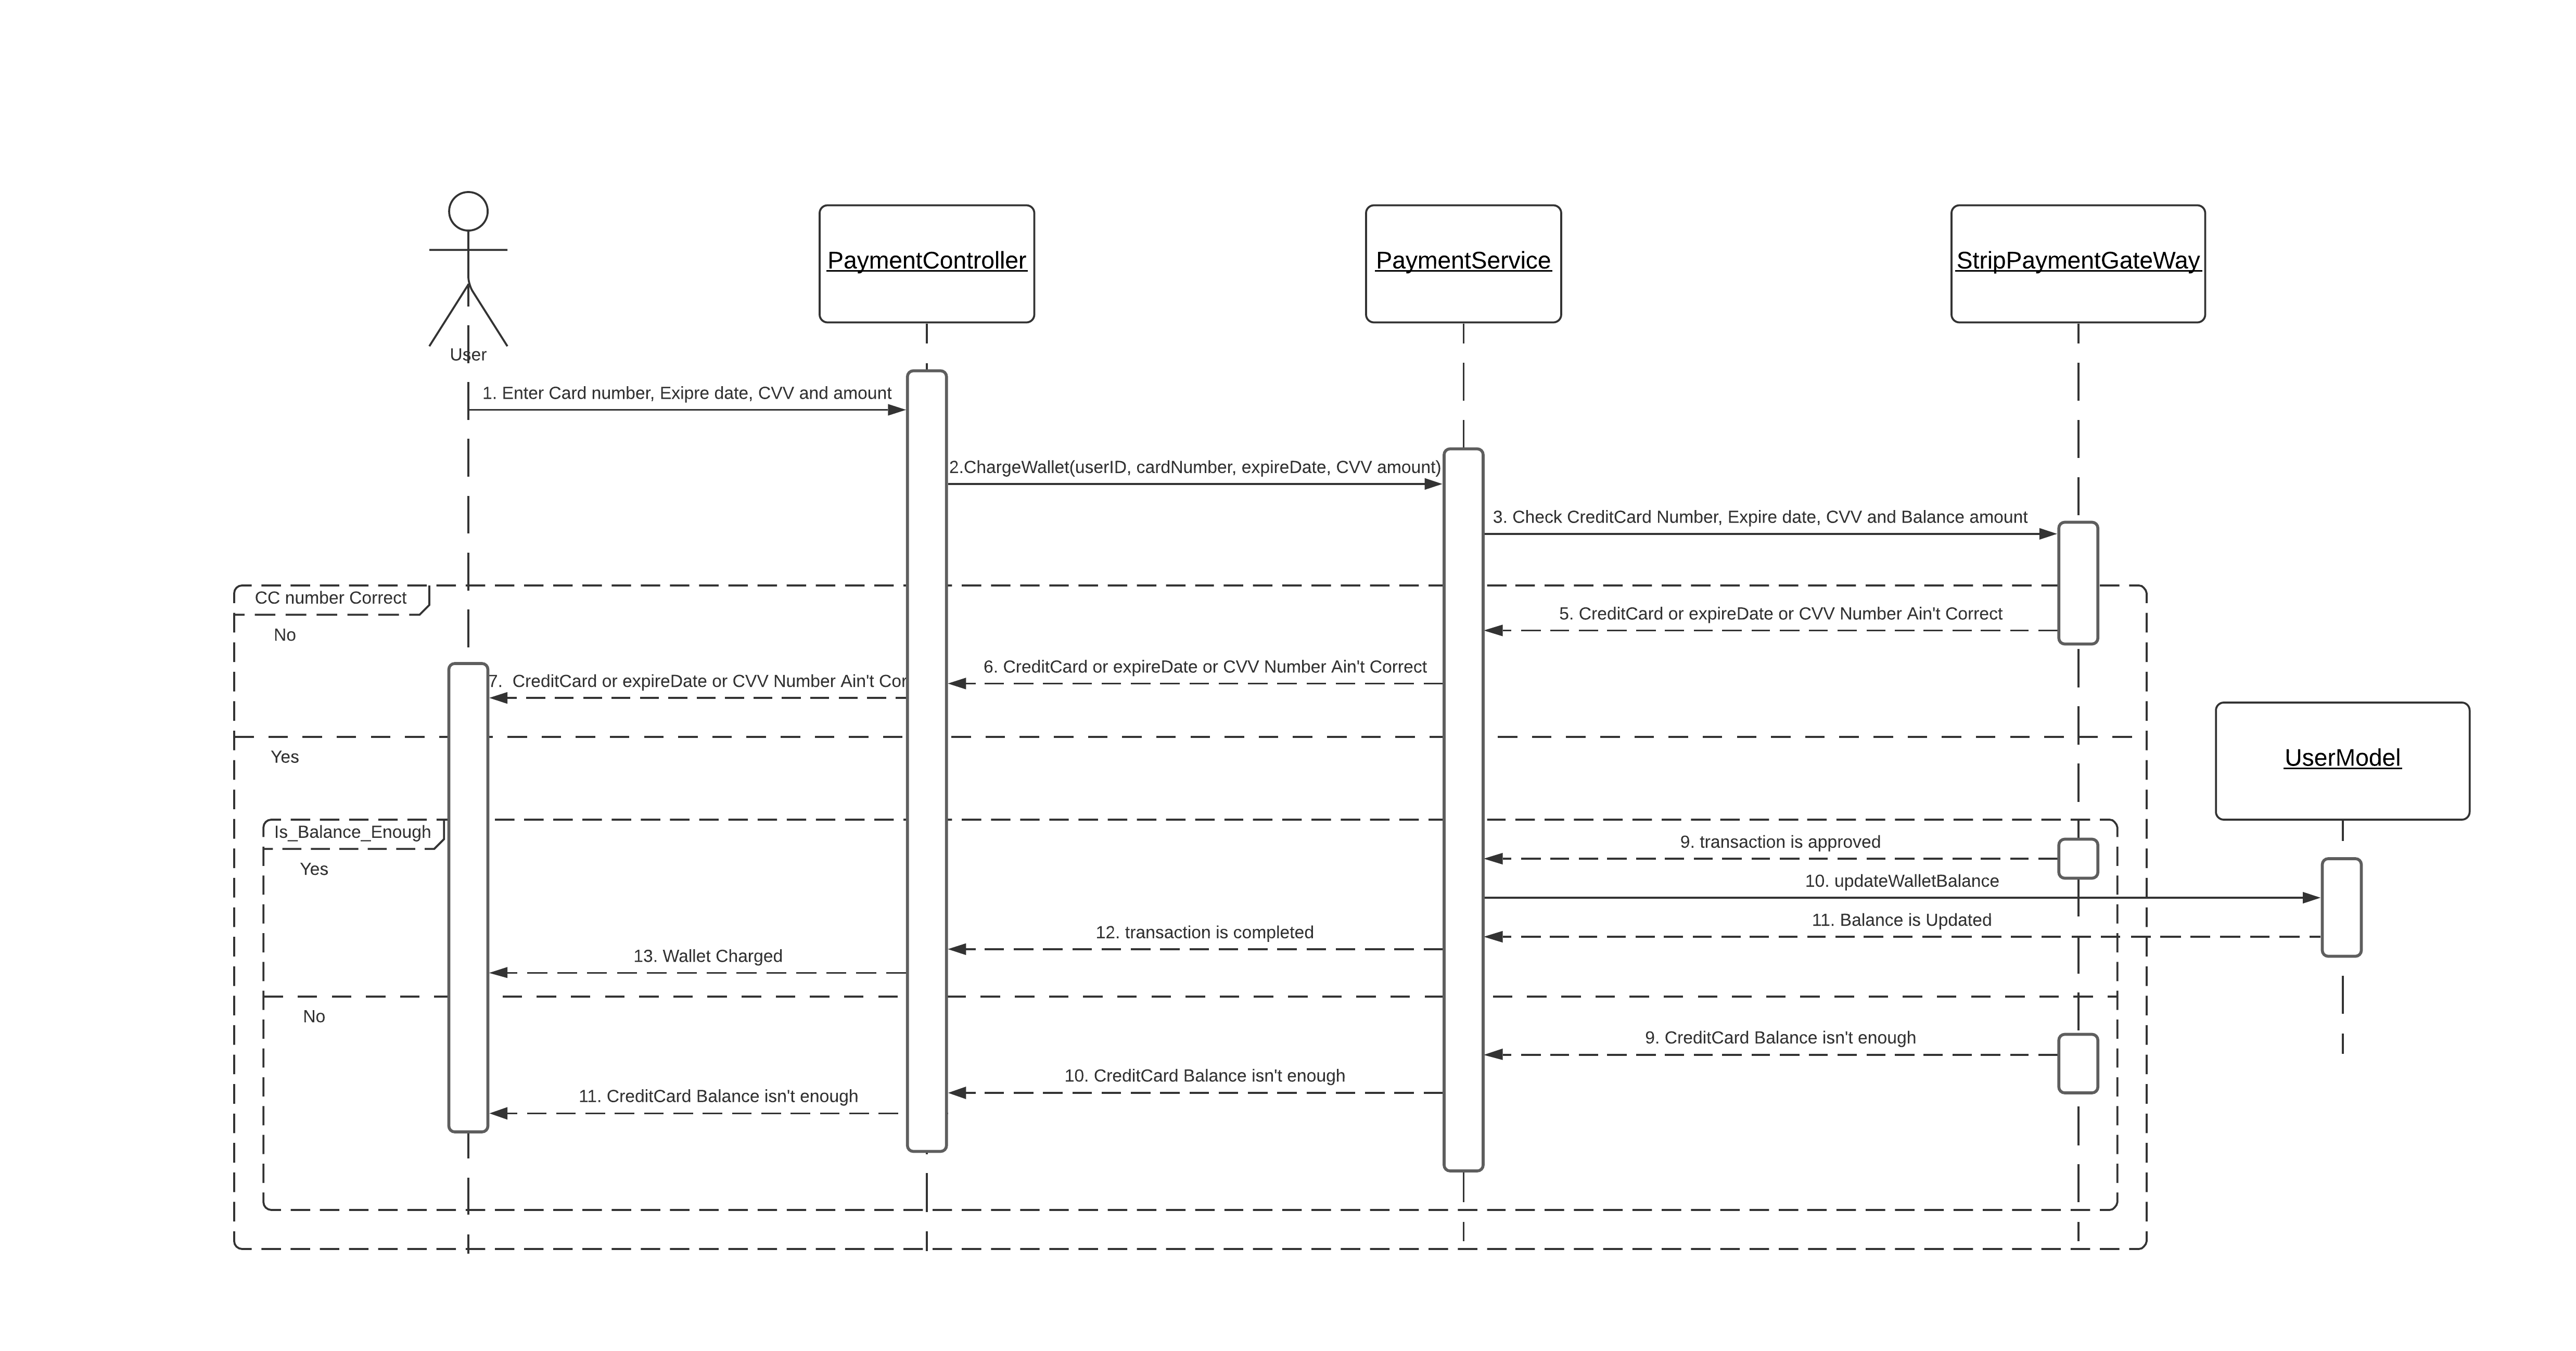 PaymentController
PaymentService
StripPaymentGateWay
User
1. Enter Card number, Exipre date, CVV and amount
2.ChargeWallet(userID, cardNumber, expireDate, CVV amount)
3. Check CreditCard Number, Expire date, CVV and Balance amount
CC number Correct
No
5. CreditCard or expireDate or CVV Number Ain't Correct
6. CreditCard or expireDate or CVV Number Ain't Correct
7.  CreditCard or expireDate or CVV Number Ain't Cor
Yes
UserModel
Is_Balance_Enough
Yes
9. transaction is approved
10. updateWalletBalance
11. Balance is Updated
12. transaction is completed
13. Wallet Charged
No
9. CreditCard Balance isn't enough
10. CreditCard Balance isn't enough
11. CreditCard Balance isn't enough